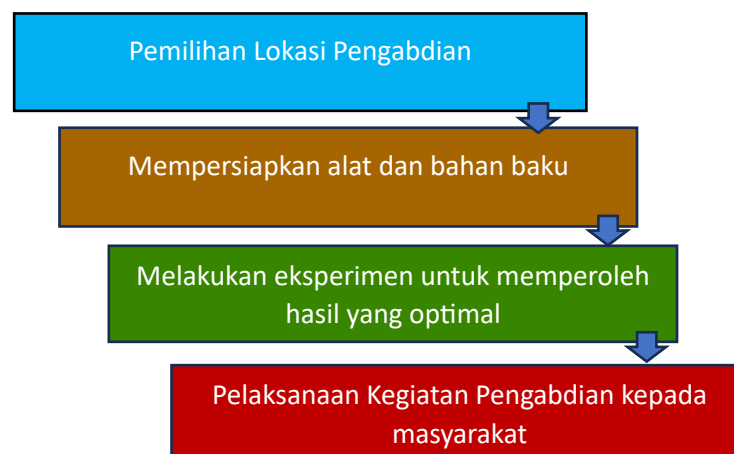 Pemilihan Lokasi Pengabdian
Mempersiapkan alat dan bahan baku
Melakukan eksperimen untuk memperoleh
hasil yang optimal
Pelaksanaan Kegiatan Pengabdian kepada
masyarakat